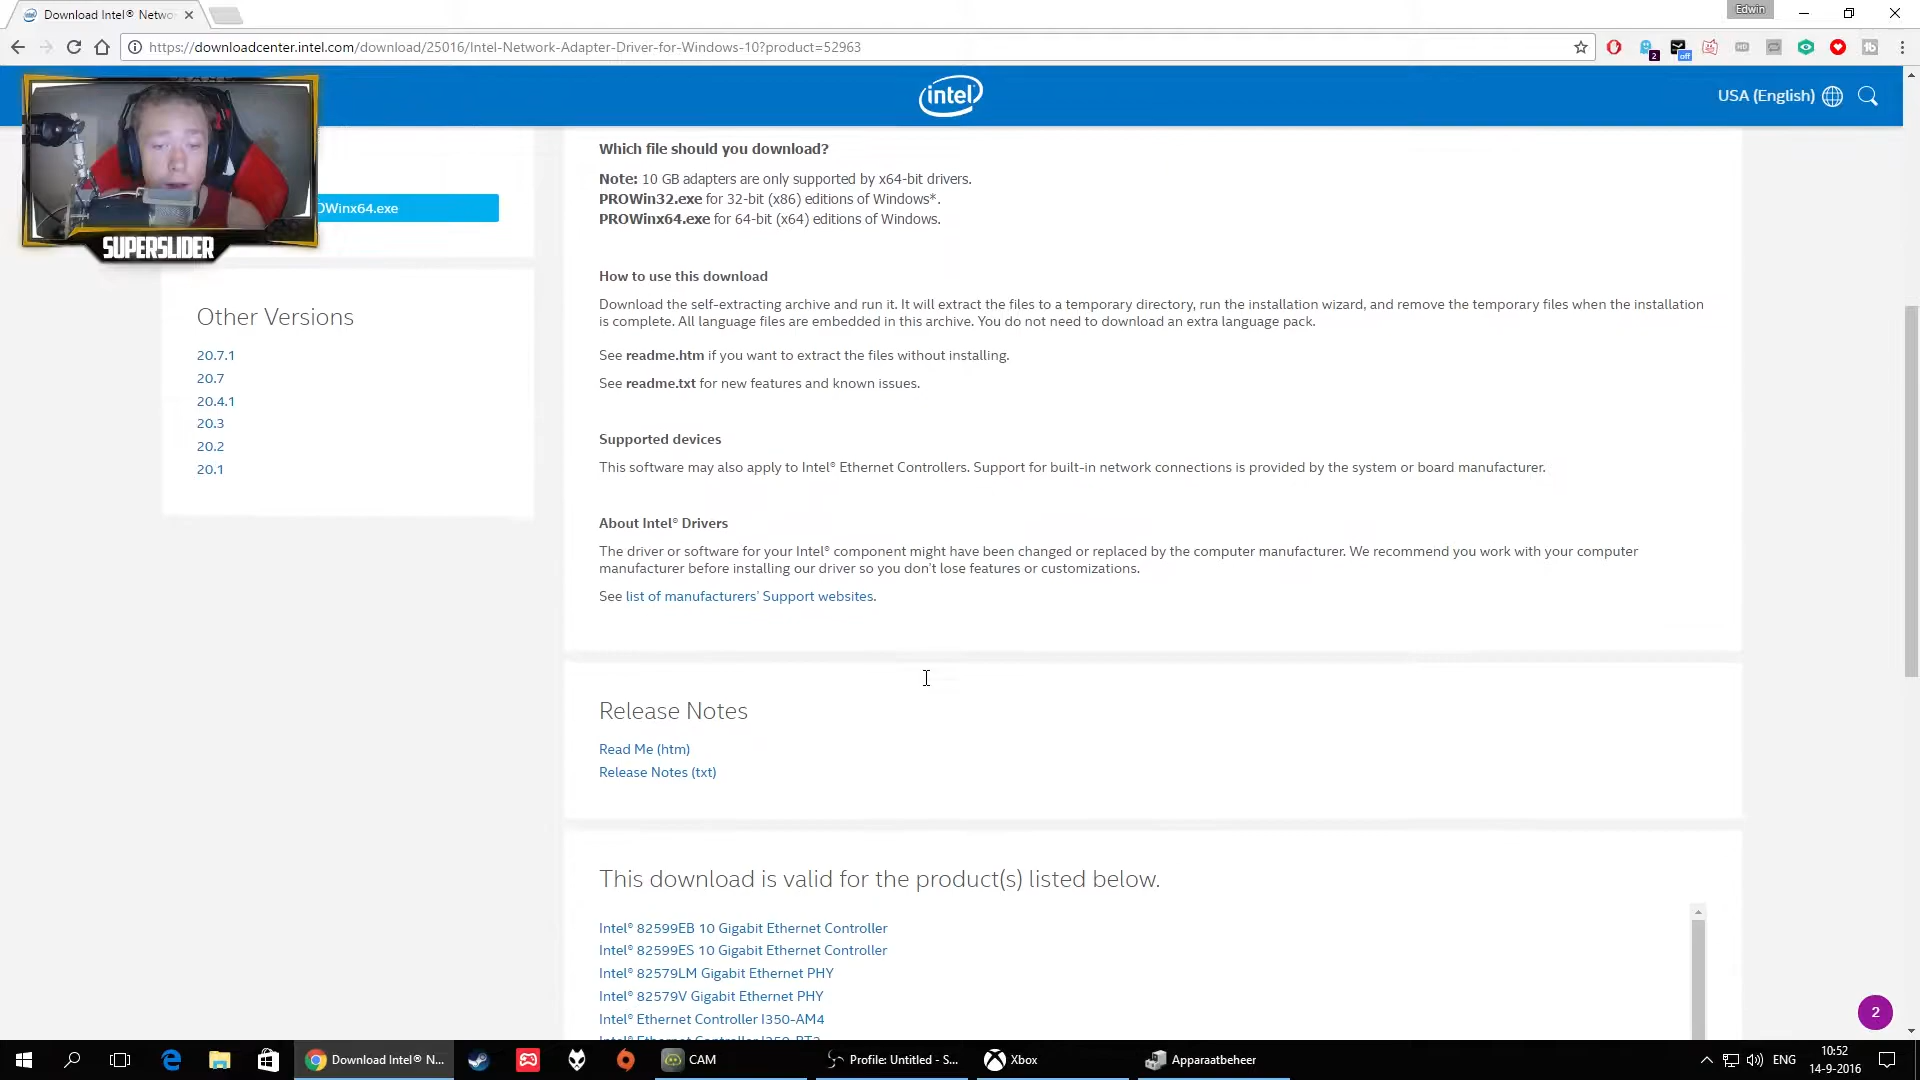 Download Intel® Netwo
Edwin
https://downloadcenter.intel.com/download/25016/Intel-Network-Adapter-Driver-for-Windows-10?product=52963
2
off
HD
intel
USA (English)
SUPERSLIDER
OWinx64.exe
Other Versions
20.7.1
20.7
20.4.1
20.3
20.2
20.1
Which file should you download?
Note: 10 GB adapters are only supported by x64-bit drivers.
PROWin32.exe for 32-bit (x86) editions of Windows*.
PROWinx64.exe for 64-bit (x64) editions of Windows.
How to use this download
Download the self-extracting archive and run it. It will extract the files to a temporary directory, run the installation wizard, and remove the temporary files when the installation
is complete. All language files are embedded in this archive. You do not need to download an extra language pack.
See readme.htm if you want to extract the files without installing.
See readme.txt for new features and known issues.
Supported devices
This software may also apply to Intel® Ethernet Controllers. Support for built-in network connections is provided by the system or board manufacturer.
About Intel® Drivers
The driver or software for your Intel® component might have been changed or replaced by the computer manufacturer. We recommend you work with your computer
manufacturer before installing our driver so you don't lose features or customizations.
See list of manufacturers' Support websites.
Release Notes
Read Me (htm)
Release Notes (txt)
This download is valid for the product(s) listed below.
Intel® 82599EB 10 Gigabit Ethernet Controller
Intel® 82599ES 10 Gigabit Ethernet Controller
Intel® 82579LM Gigabit Ethernet PHY
Intel® 82579V Gigabit Ethernet PHY
Intel® Ethernet Controller I350-AM4
2
Download Intel® N...
CAM
Profile: Untitled - S...
Xbox
Apparaatbeheer
ENG
10:52
14-9-2016